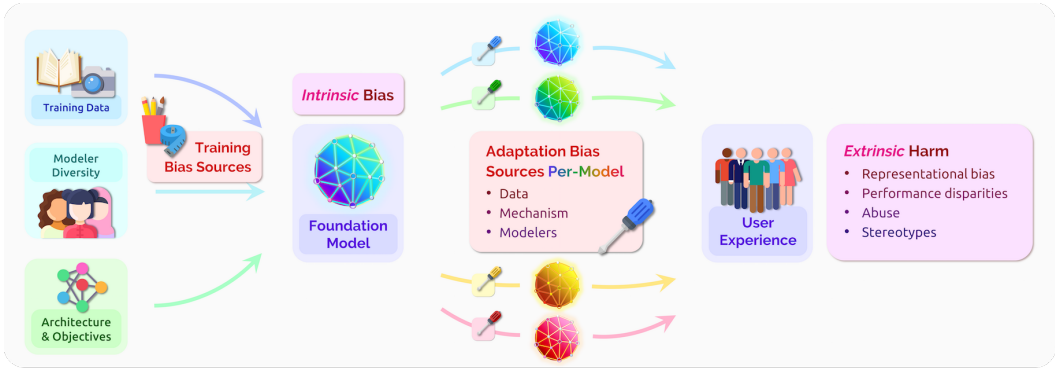 Training Data
Modeler
Diversity
Architecture
& Objectives
Training
Bias Sources
Intrinsic Bias
Foundation
Model
Adaptation Bias
Sources Per-Model
• Data
• Mechanism
• Modelers
User
Experience
Extrinsic Harm
• Representational bias
• Performance disparities
• Abuse
• Stereotypes